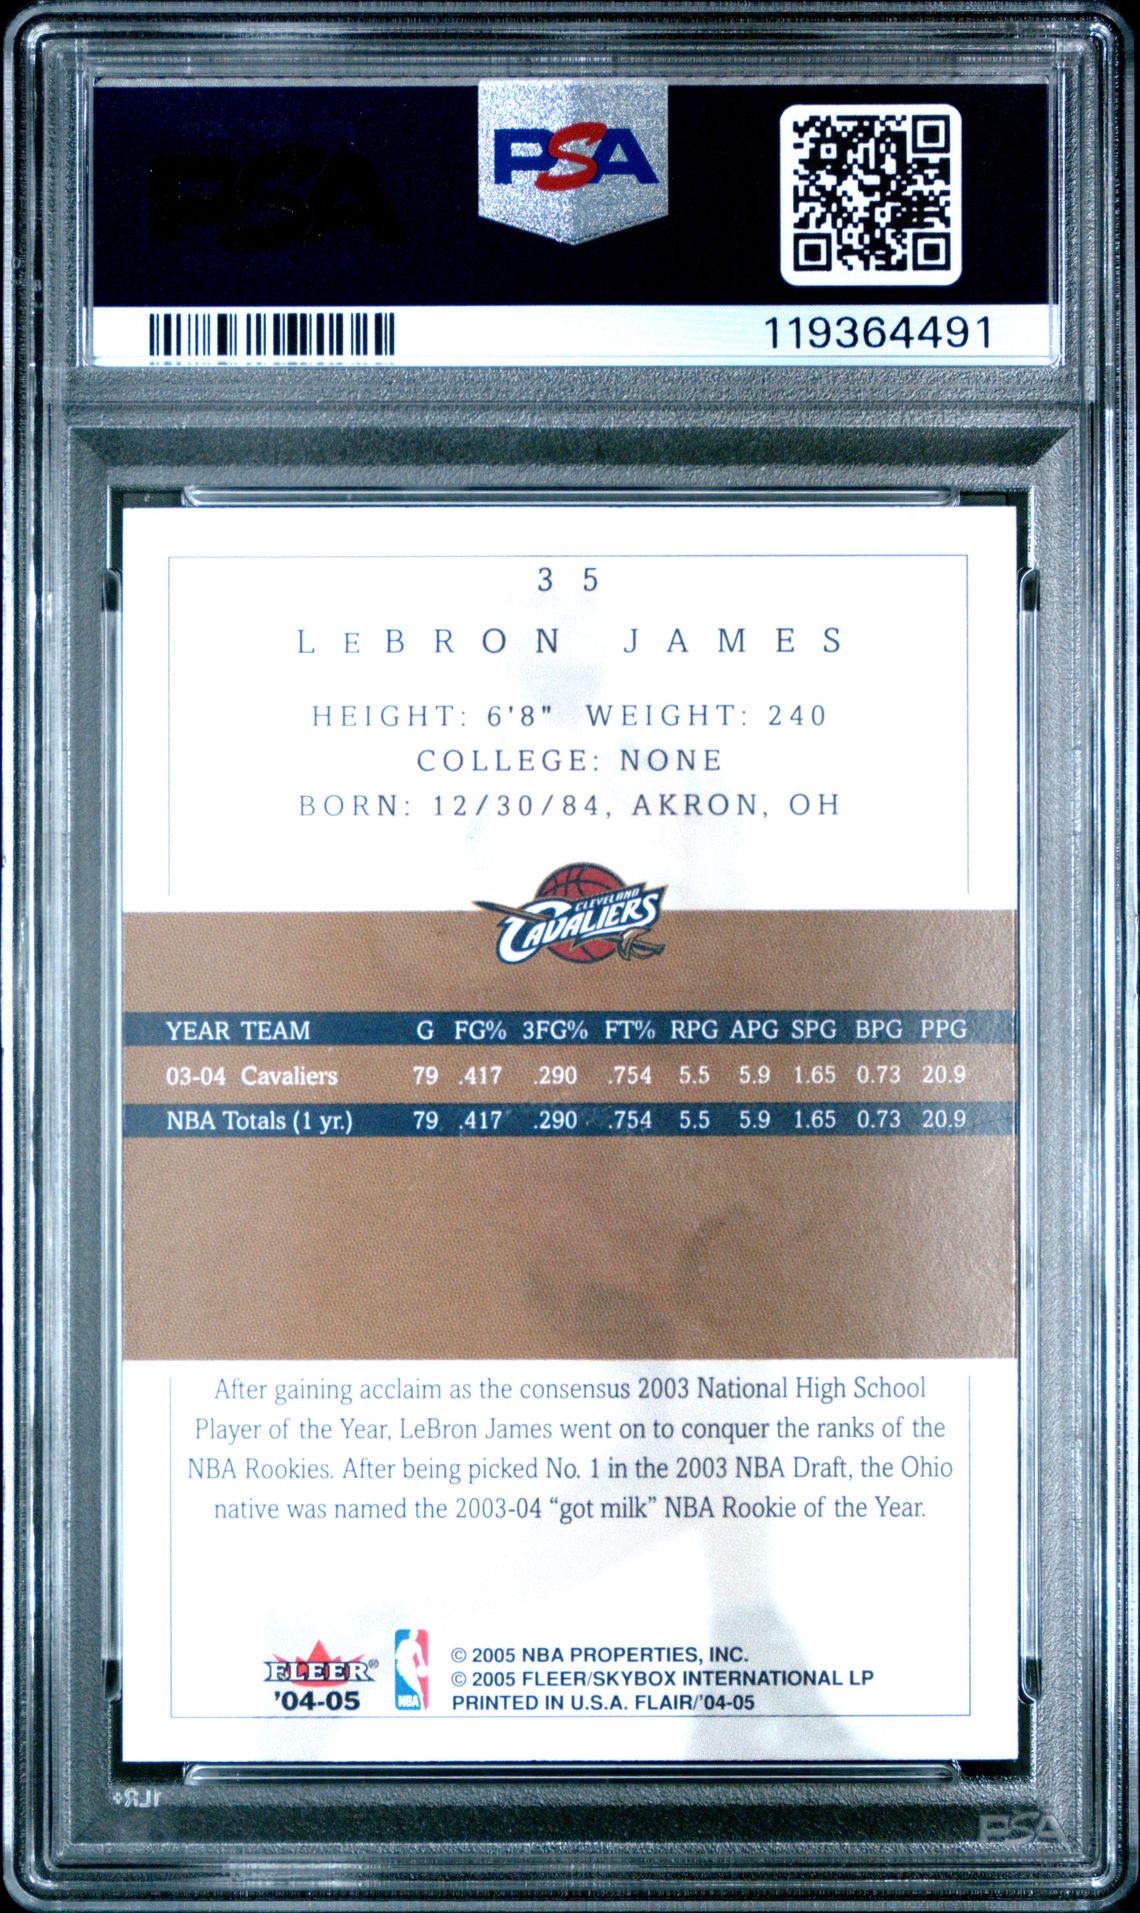 PSA
PSA
119364491
3 5
LEBRON JAMES
HEIGHT: 6'8" WEIGHT: 240
COLLEGE: NONE
BORN: 12/30/84, AKRON, OH
CLEVELAND
CAVALIERS
YEAR TEAM G FG% 3FG% FT% RPG APG SPG BPG PPG
03-04 Cavaliers 79 .417 .290 .754 5.5 5.9 1.65 0.73 20.9
NBA Totals (1 yr.) 79 .417 .290 .754 5.5 5.9 1.65 0.73 20.9
After gaining acclaim as the consensus 2003 National High School
Player of the Year, LeBron James went on to conquer the ranks of the
NBA Rookies. After being picked No. 1 in the 2003 NBA Draft, the Ohio
native was named the 2003-04 “got milk” NBA Rookie of the Year.
FLEER®
'04-05
NBA
© 2005 NBA PROPERTIES, INC.
© 2005 FLEER/SKYBOX INTERNATIONAL LP
PRINTED IN U.S.A. FLAIR/'04-05
PSA